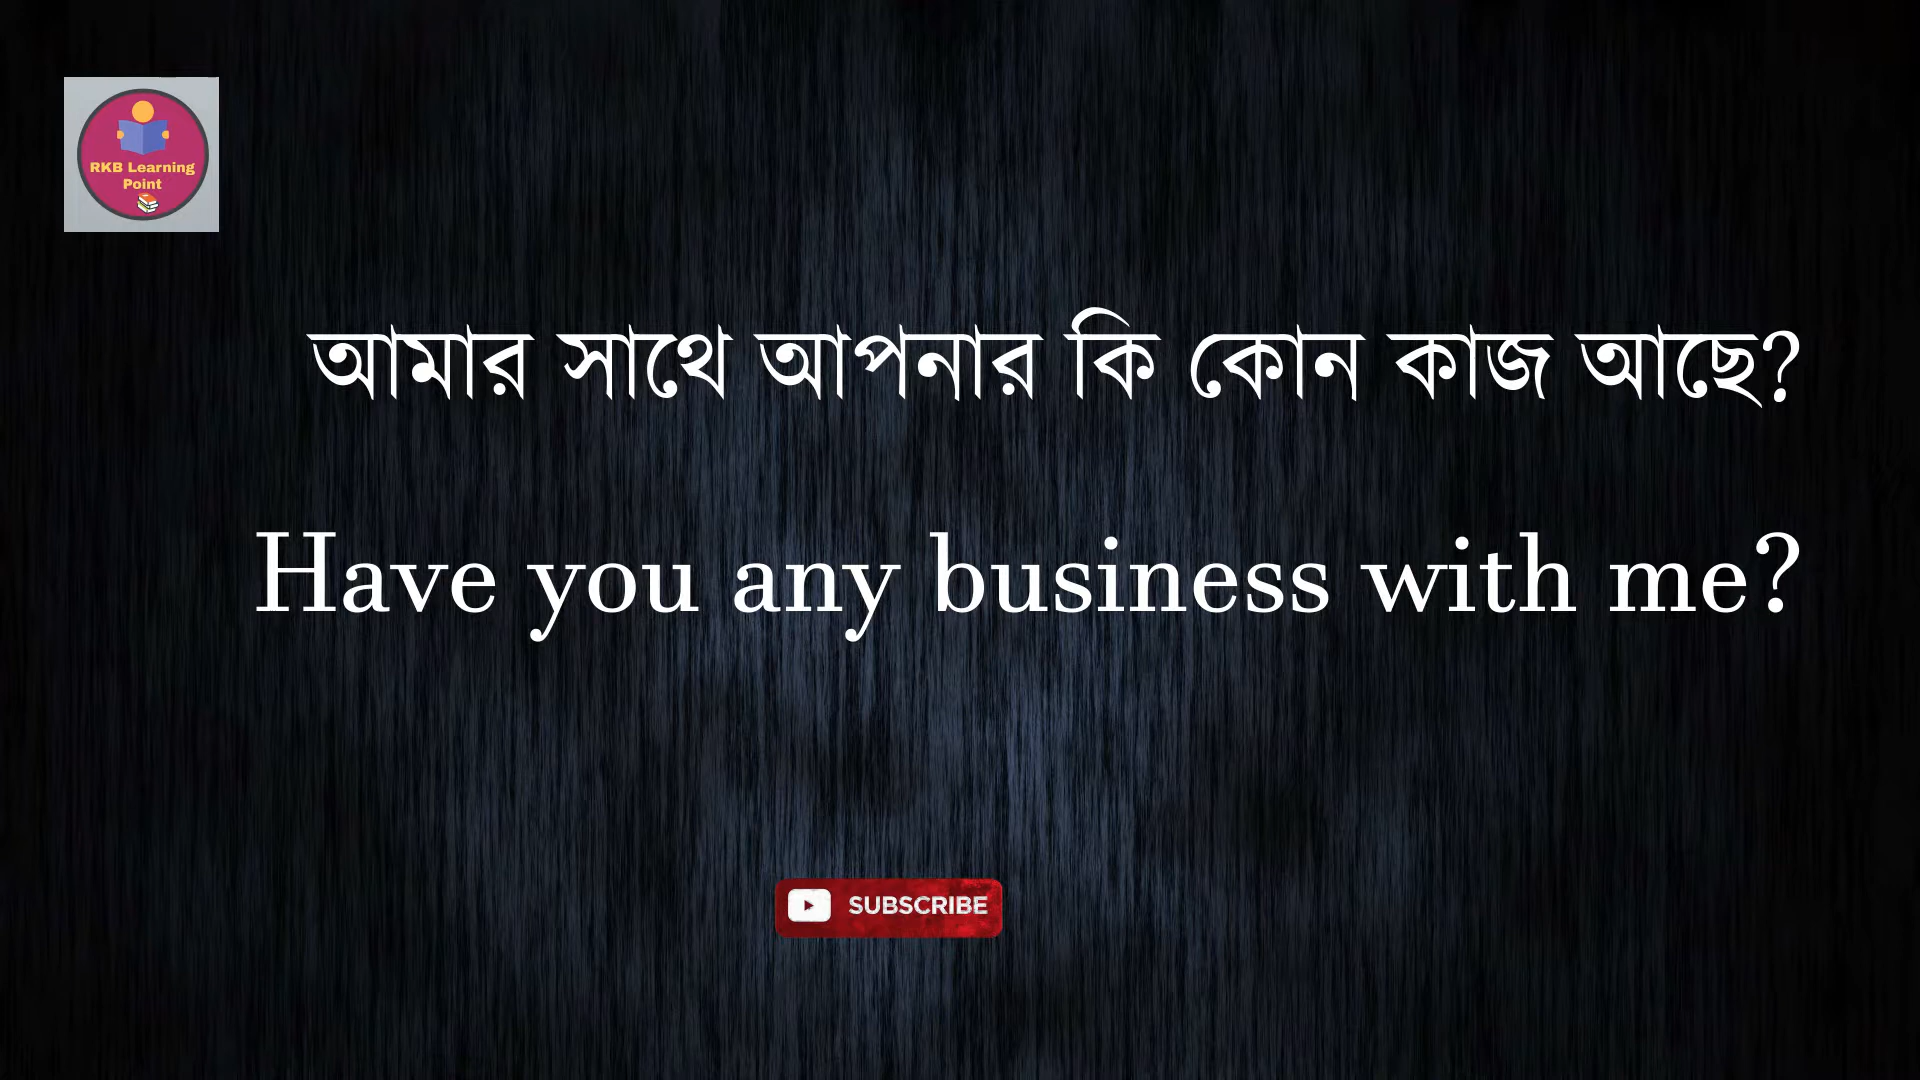 RKB Learning
Point
আমার সাথে আপনার কি কোন কাজ আছে?
Have you any business with me?
SUBSCRIBE